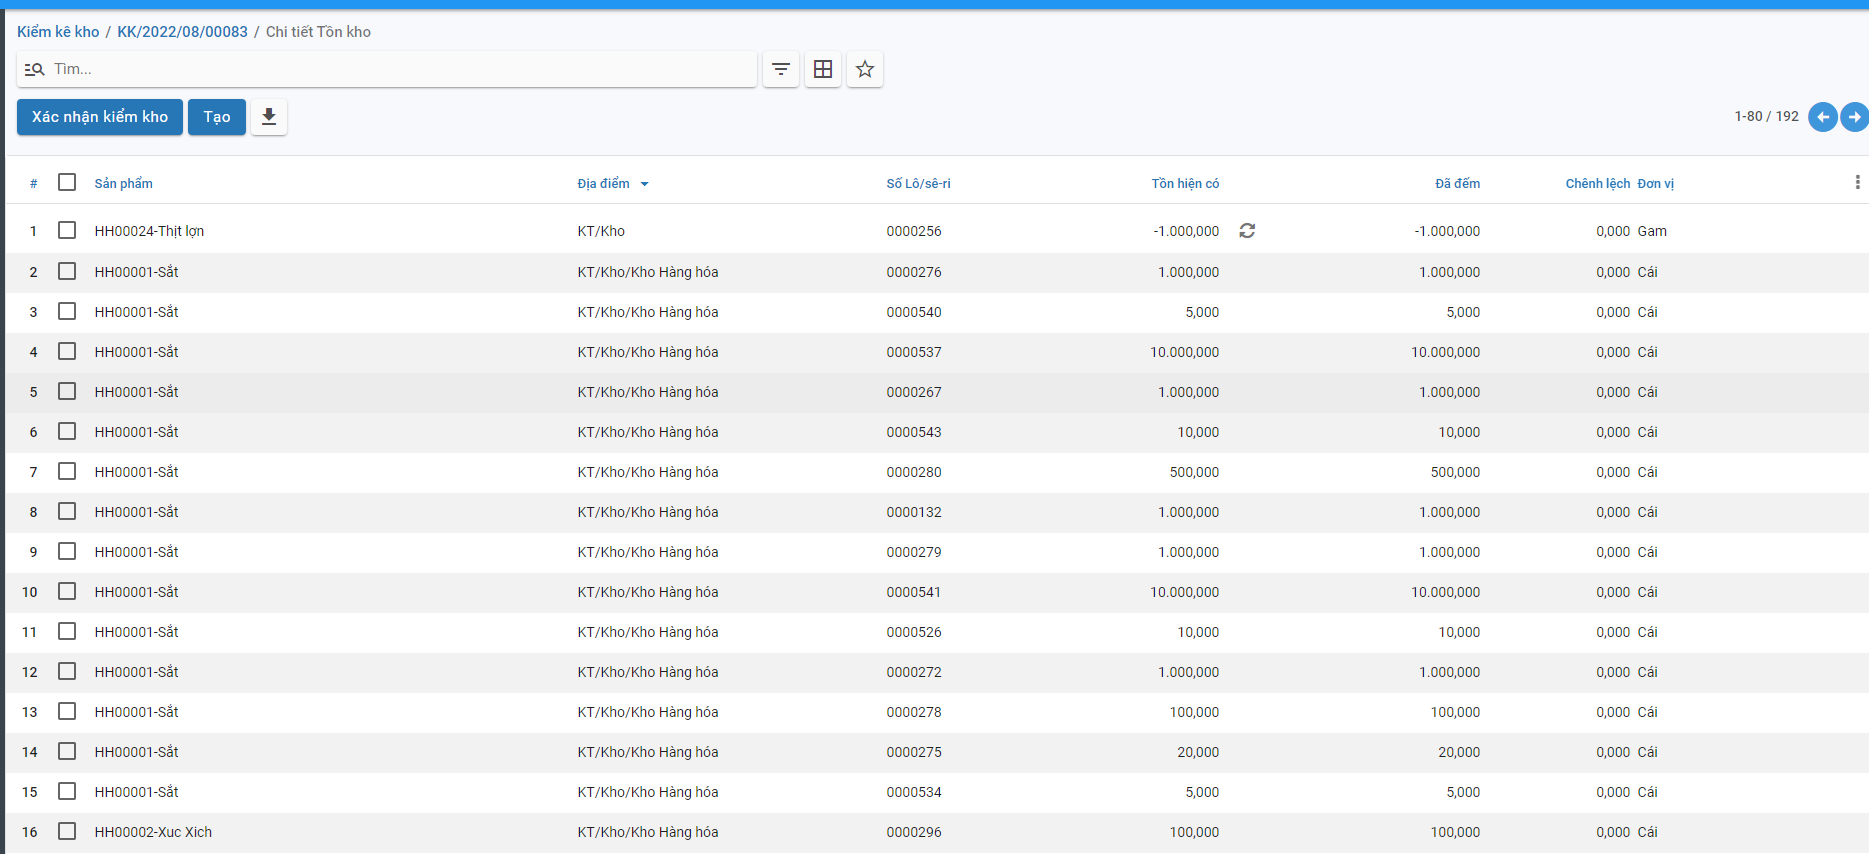 Kiểm kê kho / KK/2022/08/00083 / Chi tiết Tồn kho
Tìm...
Xác nhận kiểm kho Tạo 1-80 / 192
# Sản phẩm Địa điểm Số Lô/sê-ri Tồn hiện có Đã đếm Chênh lệch Đơn vị
1 HH00024-Thịt lợn KT/Kho 0000256 -1.000,000 -1.000,000 0,000 Gam
2 HH00001-Sắt KT/Kho/Kho Hàng hóa 0000276 1.000,000 1.000,000 0,000 Cái
3 HH00001-Sắt KT/Kho/Kho Hàng hóa 0000540 5,000 5,000 0,000 Cái
4 HH00001-Sắt KT/Kho/Kho Hàng hóa 0000537 10.000,000 10.000,000 0,000 Cái
5 HH00001-Sắt KT/Kho/Kho Hàng hóa 0000267 1.000,000 1.000,000 0,000 Cái
6 HH00001-Sắt KT/Kho/Kho Hàng hóa 0000543 10,000 10,000 0,000 Cái
7 HH00001-Sắt KT/Kho/Kho Hàng hóa 0000280 500,000 500,000 0,000 Cái
8 HH00001-Sắt KT/Kho/Kho Hàng hóa 0000132 1.000,000 1.000,000 0,000 Cái
9 HH00001-Sắt KT/Kho/Kho Hàng hóa 0000279 1.000,000 1.000,000 0,000 Cái
10 HH00001-Sắt KT/Kho/Kho Hàng hóa 0000541 10.000,000 10.000,000 0,000 Cái
11 HH00001-Sắt KT/Kho/Kho Hàng hóa 0000526 10,000 10,000 0,000 Cái
12 HH00001-Sắt KT/Kho/Kho Hàng hóa 0000272 1.000,000 1.000,000 0,000 Cái
13 HH00001-Sắt KT/Kho/Kho Hàng hóa 0000278 100,000 100,000 0,000 Cái
14 HH00001-Sắt KT/Kho/Kho Hàng hóa 0000275 20,000 20,000 0,000 Cái
15 HH00001-Sắt KT/Kho/Kho Hàng hóa 0000534 5,000 5,000 0,000 Cái
16 HH00002-Xuc Xich KT/Kho/Kho Hàng hóa 0000296 100,000 100,000 0,000 Cái